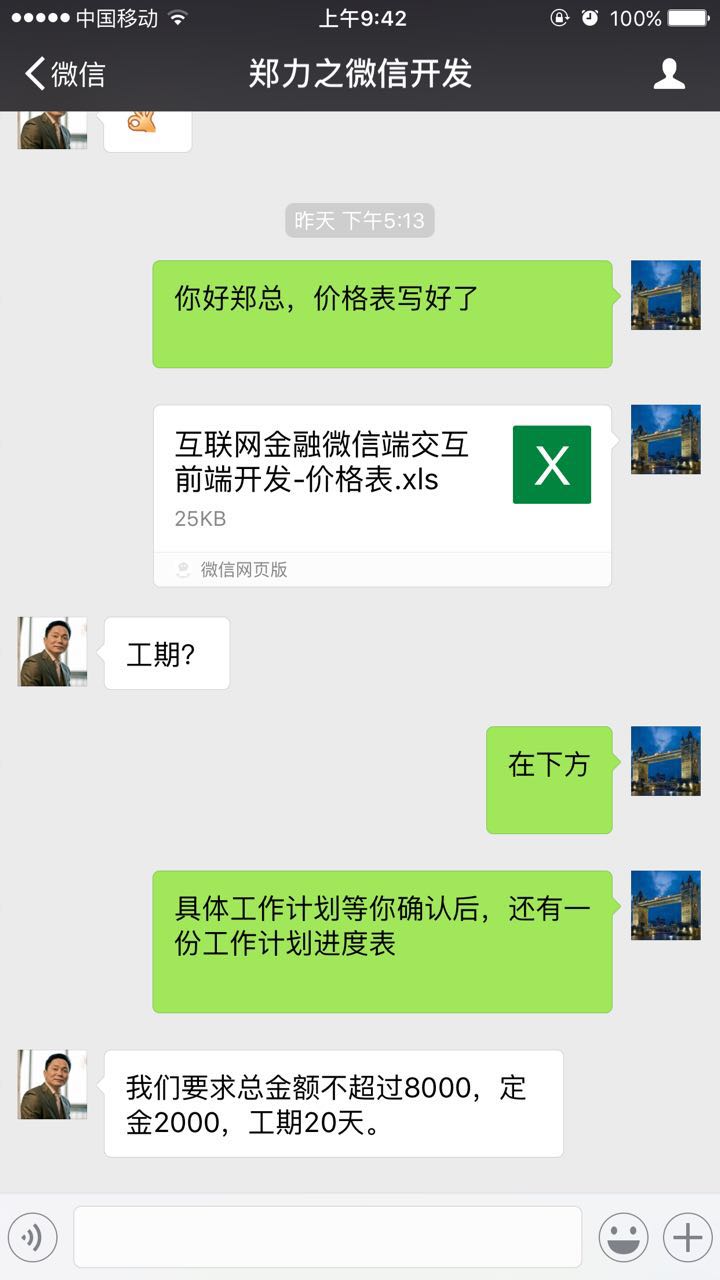 中国移动
上午9:42
100%
微信
郑力之微信开发
昨天 下午5:13
你好郑总，价格表写好了
互联网金融微信端交互
前端开发-价格表.xls
25KB
微信网页版
工期?
在下方
具体工作计划等你确认后，还有一
份工作计划进度表
我们要求总金额不超过8000，定
金2000，工期20天。